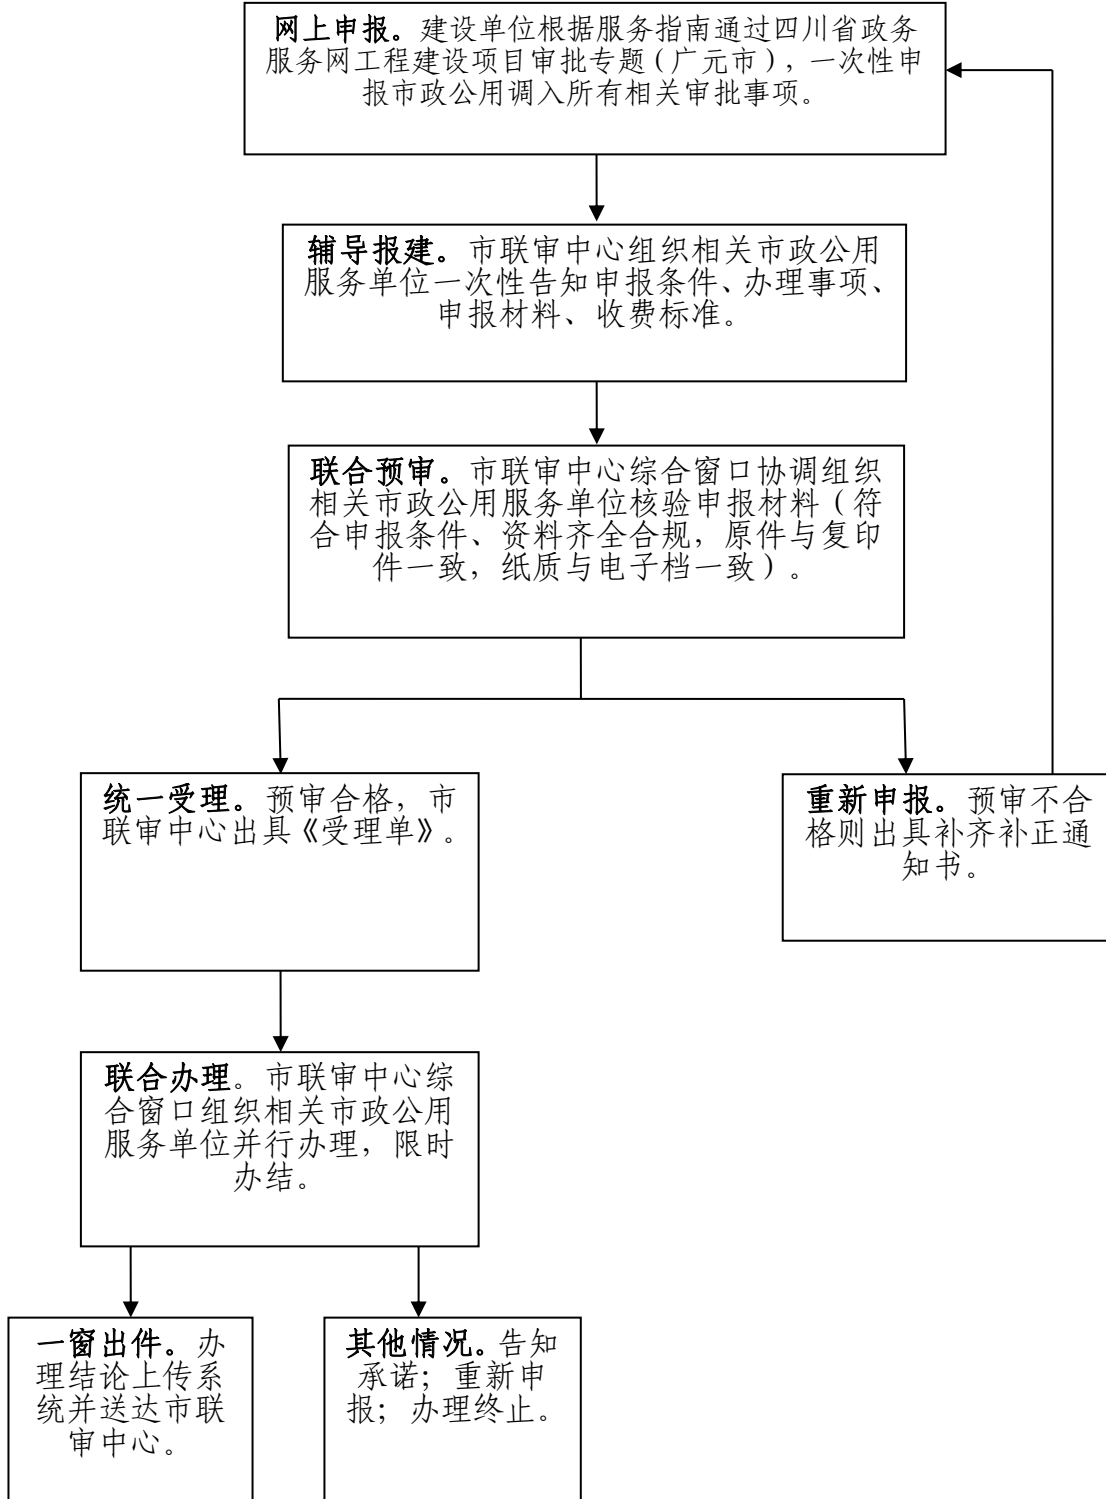 网上申报。建设单位根据服务指南通过四川省政务
服务网工程建设项目审批专题（广元市），一次性申
报市政公用调入所有相关审批事项。
辅导报建。市联审中心组织相关市政公用
服务单位一次性告知申报条件、办理事项、
申报材料、收费标准。
联合预审。市联审中心综合窗口协调组织
相关市政公用服务单位核验申报材料（符
合申报条件、资料齐全合规，原件与复印
件一致，纸质与电子档一致）。
统一受理。预审合格，市
联审中心出具《受理单》。
重新申报。预审不合
格则出具补齐补正通
知书。
联合办理。市联审中心综
合窗口组织相关市政公用
服务单位并行办理，限时
办结。
一窗出件。办
理结论上传系
统并送达市联
审中心。
其他情况。告知
承诺；重新申
报；办理终止。